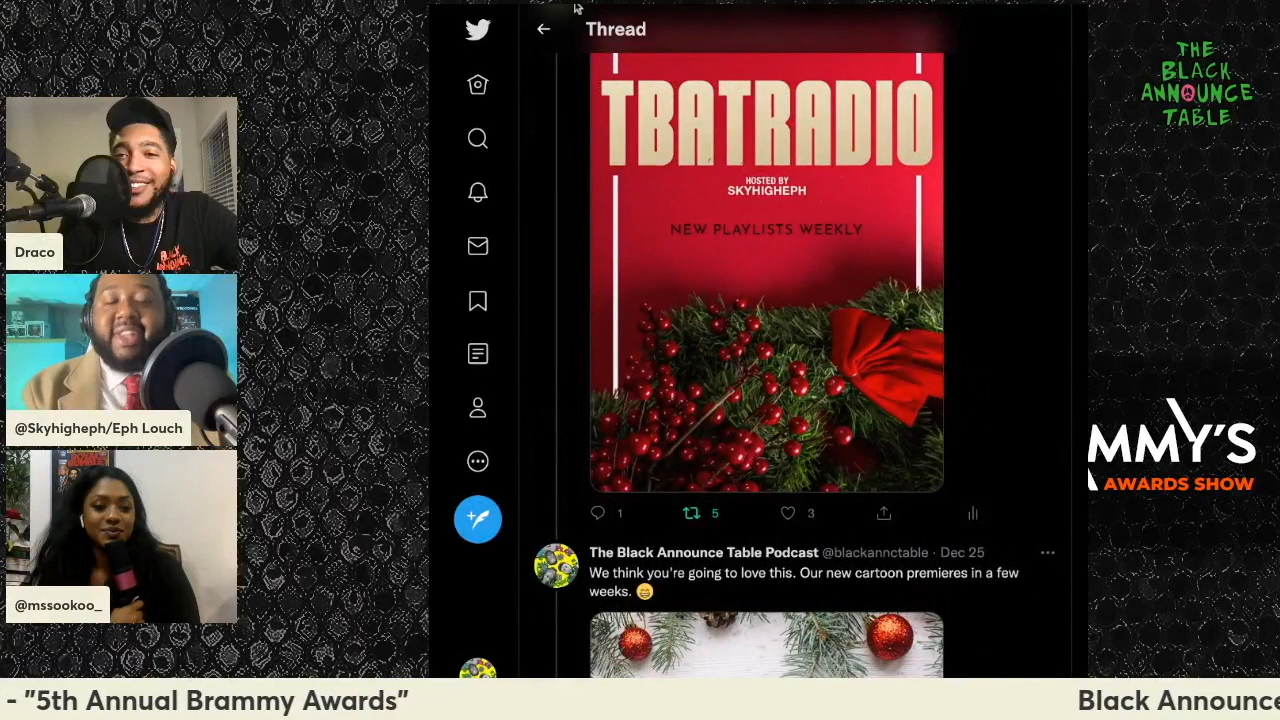 Thread
TBATRADIO
HOSTED BY
SKYHIGHEPH
NEW PLAYLISTS WEEKLY
1
5
3
The Black Announce Table Podcast @blackannctable · Dec 25
We think you're going to love this. Our new cartoon premieres in a few
weeks. 😁
Draco
@Skyhigheph/Eph Louch
@mssookoo_
THE
BLACK
ANNOUNCE
TABLE
MMY'S
AWARDS SHOW
- "5th Annual Brammy Awards"
Black Announce